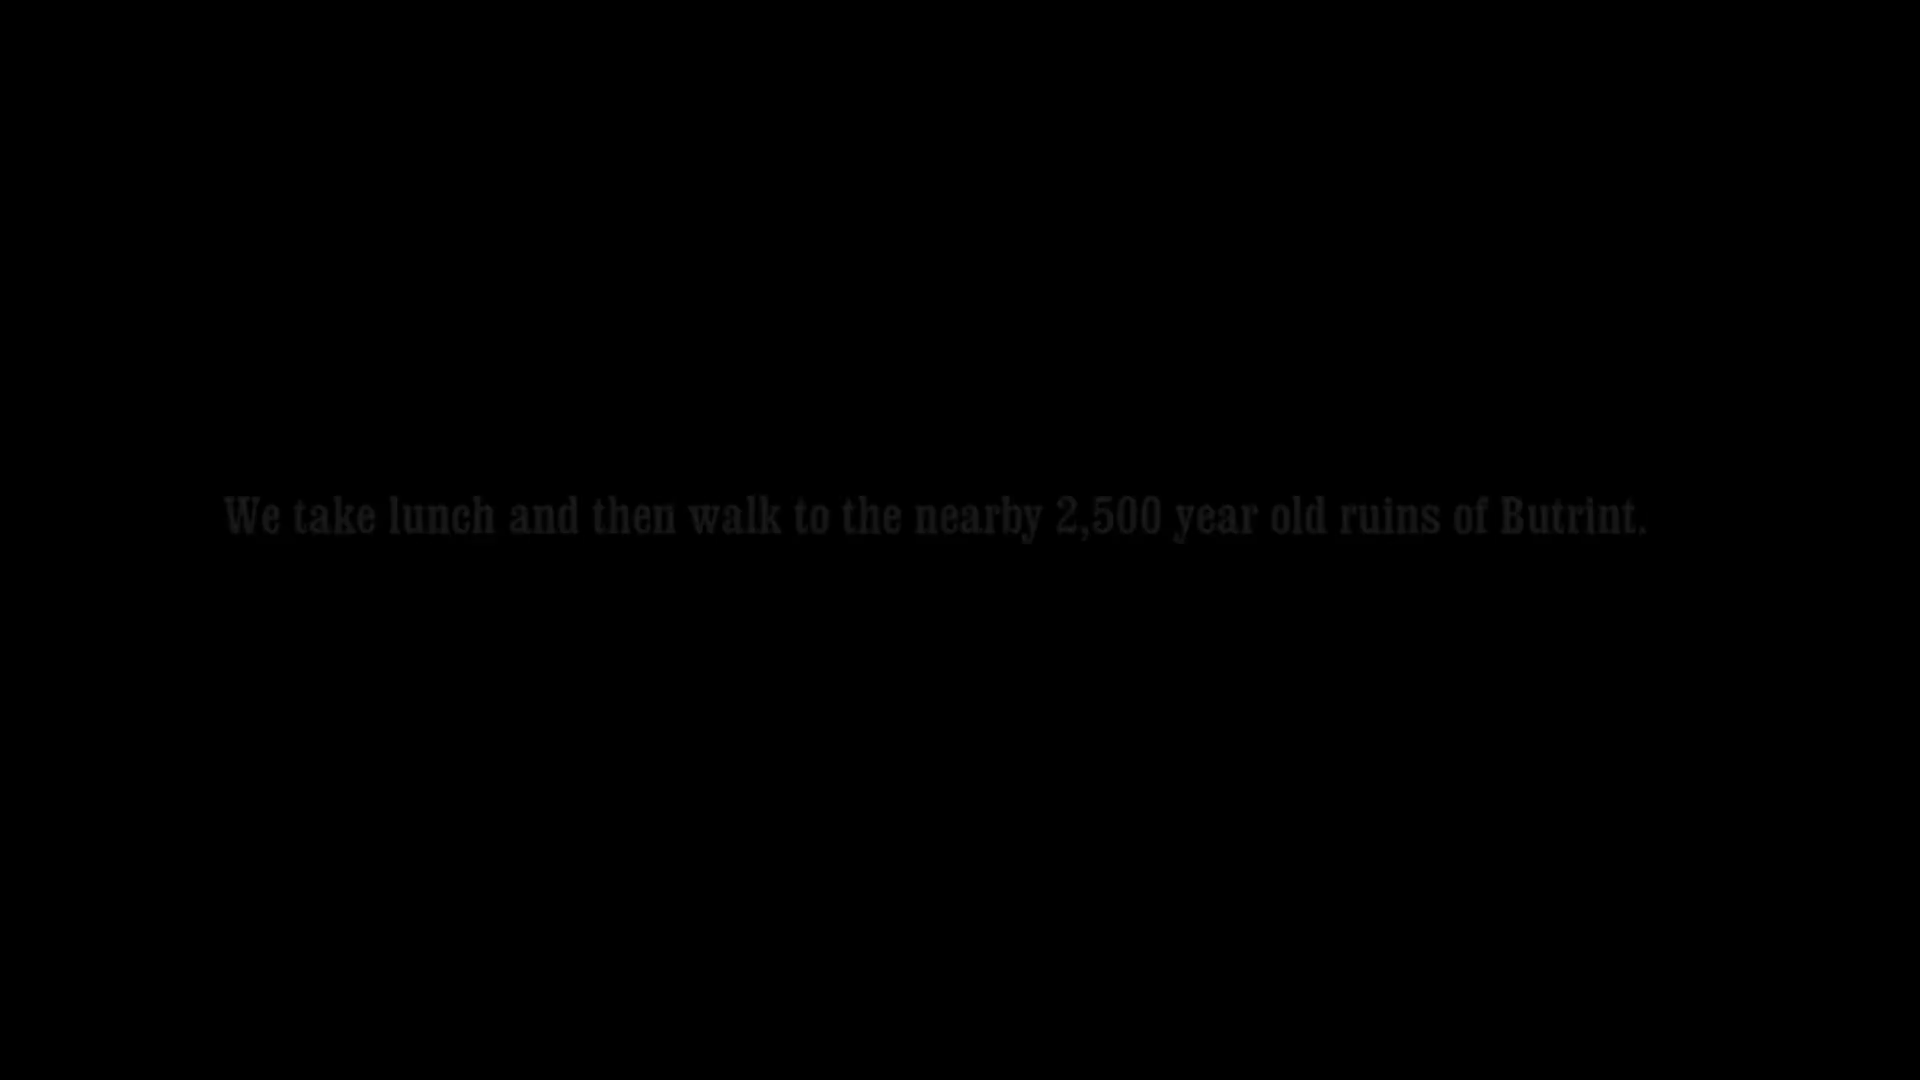 We take lunch and then walk to the nearby 2,500 year old ruins of Butrint.